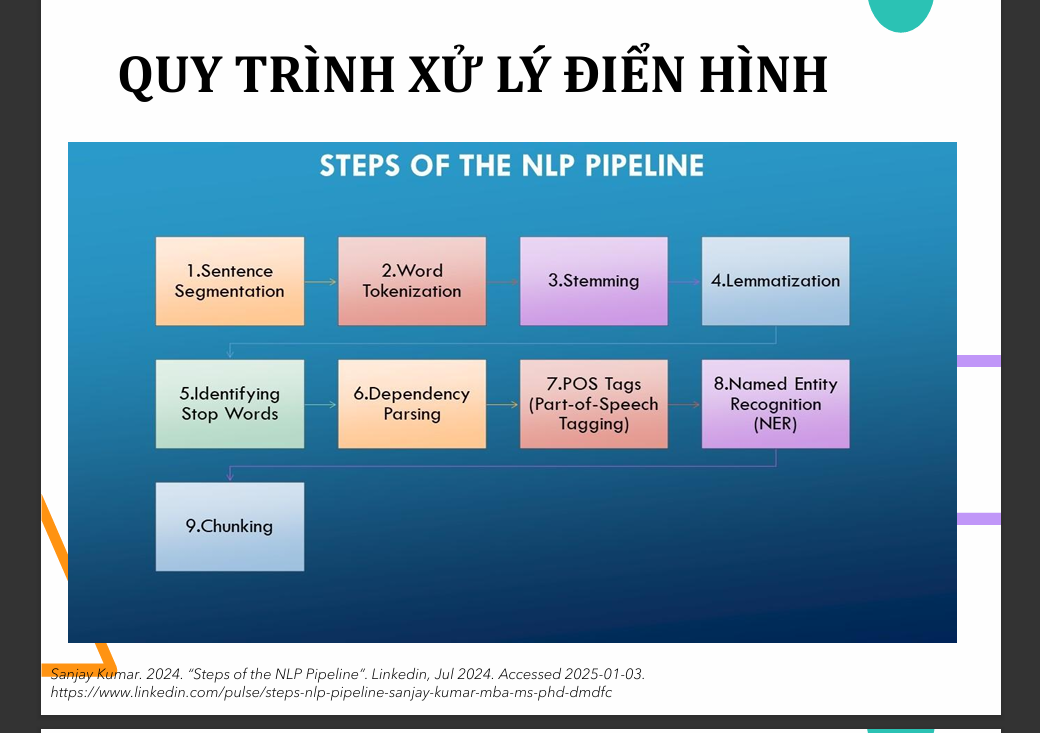 QUY TRÌNH XỬ LÝ ĐIỂN HÌNH
STEPS OF THE NLP PIPELINE
1.Sentence
Segmentation
2.Word
Tokenization
3.Stemming
4.Lemmatization
5.Identifying
Stop Words
6.Dependency
Parsing
7.POS Tags
(Part-of-Speech
Tagging)
8.Named Entity
Recognition
(NER)
9.Chunking
Sanjay Kumar. 2024. “Steps of the NLP Pipeline”. Linkedin, Jul 2024. Accessed 2025-01-03.
https://www.linkedin.com/pulse/steps-nlp-pipeline-sanjay-kumar-mba-ms-phd-dmdfc